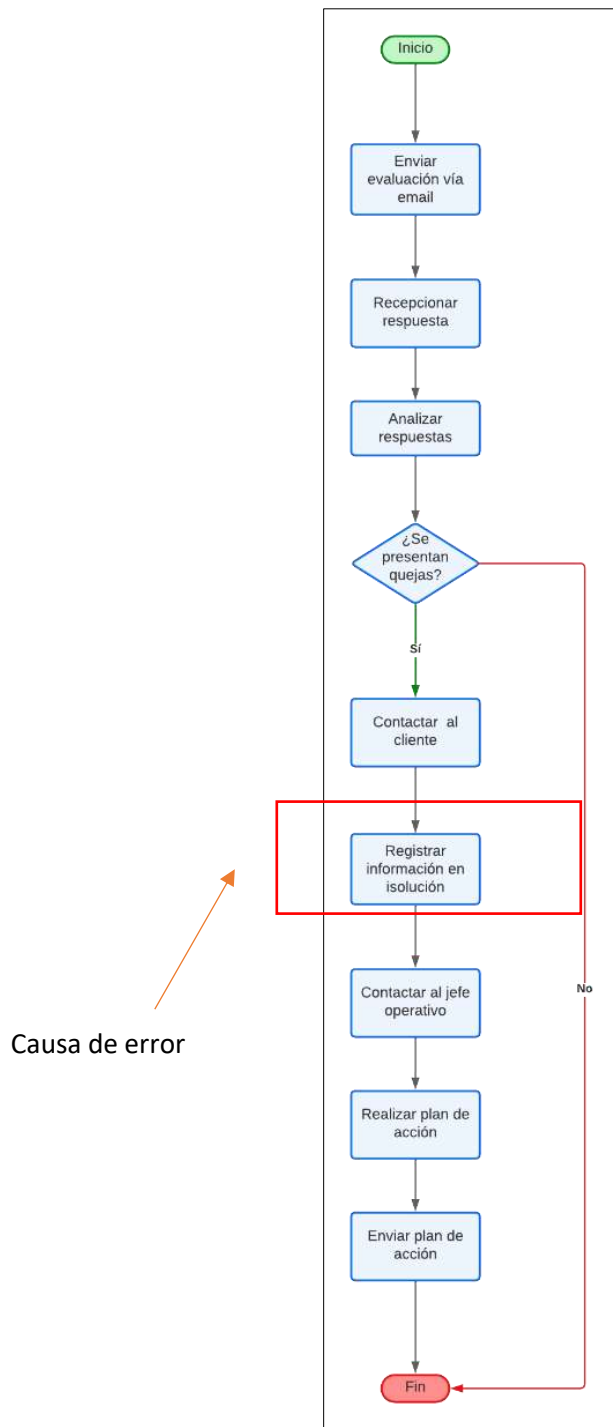 Inicio
Enviar
evaluación vía
email
Recepcionar
respuesta
Analizar
respuestas
¿Se
presentan
quejas?
Sí
Contactar al
cliente
Registrar
información en
isolución
Contactar al jefe
operativo
No
Causa de error
Realizar plan de
acción
Enviar plan de
acción
Fin